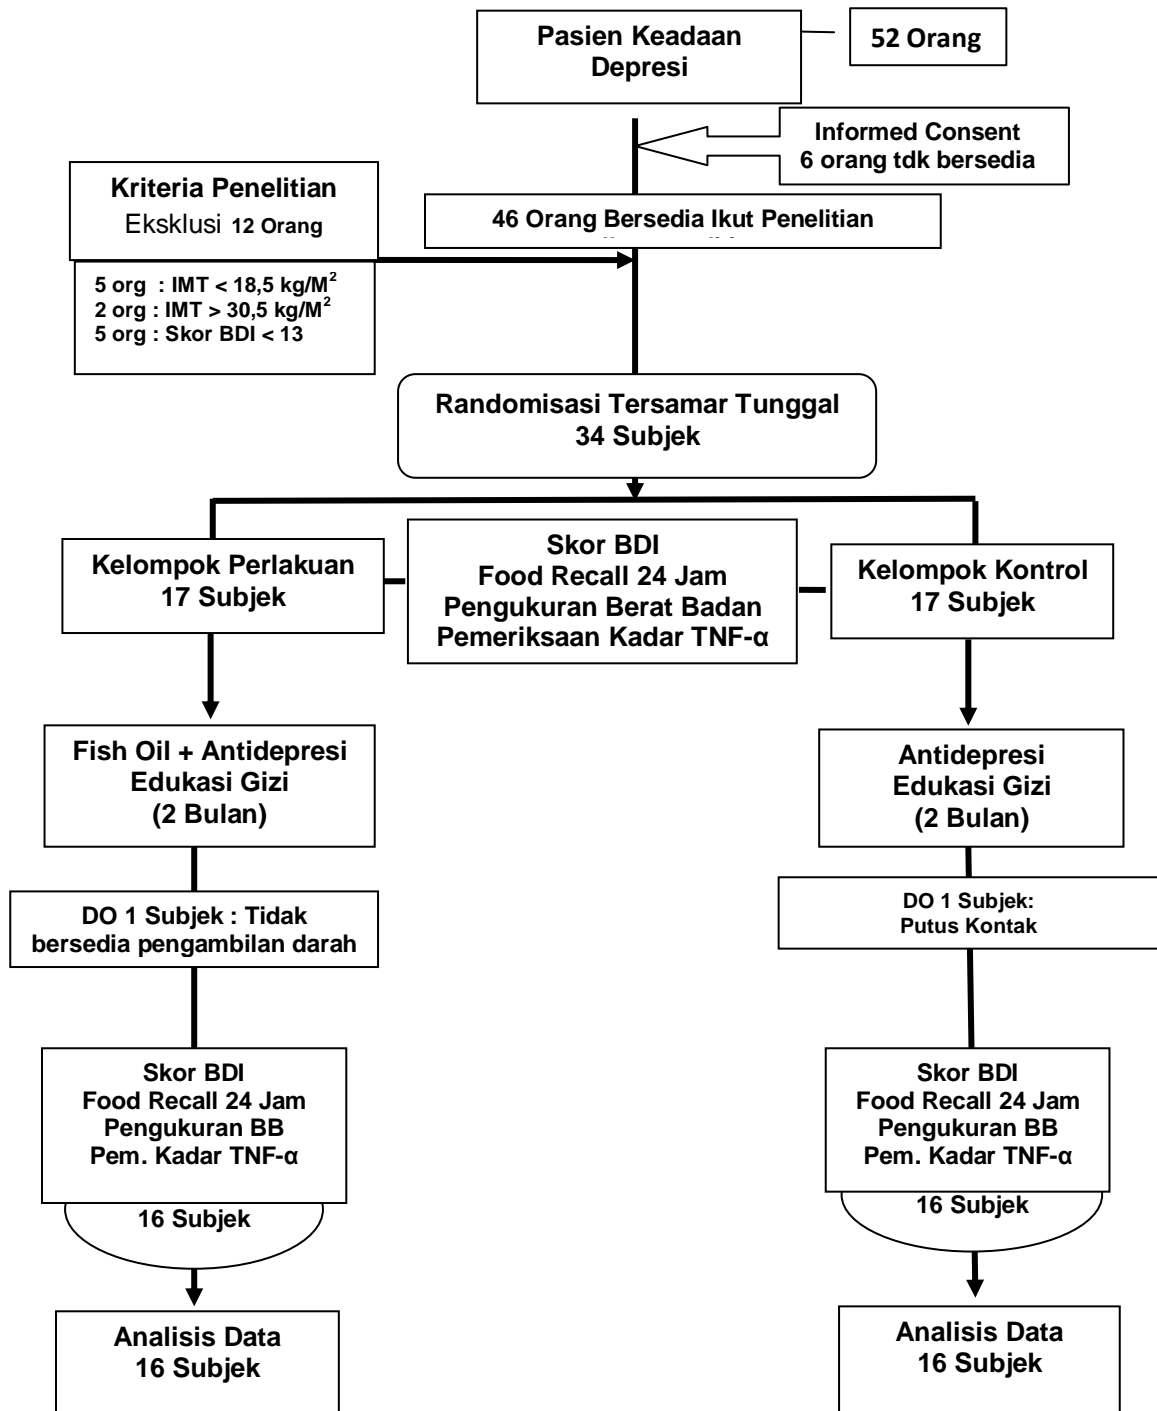 Pasien Keadaan
Depresi
52 Orang
Informed Consent
6 orang tdk bersedia
Kriteria Penelitian
Eksklusi 12 Orang
46 Orang Bersedia Ikut Penelitian
5 org : IMT < 18,5 kg/M²
2 org : IMT > 30,5 kg/M²
5 org : Skor BDI < 13
Randomisasi Tersamar Tunggal
34 Subjek
Kelompok Perlakuan
17 Subjek
Skor BDI
Food Recall 24 Jam
Pengukuran Berat Badan
Pemeriksaan Kadar TNF-α
Kelompok Kontrol
17 Subjek
Fish Oil + Antidepresi
Edukasi Gizi
(2 Bulan)
Antidepresi
Edukasi Gizi
(2 Bulan)
DO 1 Subjek : Tidak
bersedia pengambilan darah
DO 1 Subjek:
Putus Kontak
Skor BDI
Food Recall 24 Jam
Pengukuran BB
Pem. Kadar TNF-α
16 Subjek
Skor BDI
Food Recall 24 Jam
Pengukuran BB
Pem. Kadar TNF-α
16 Subjek
Analisis Data
16 Subjek
Analisis Data
16 Subjek